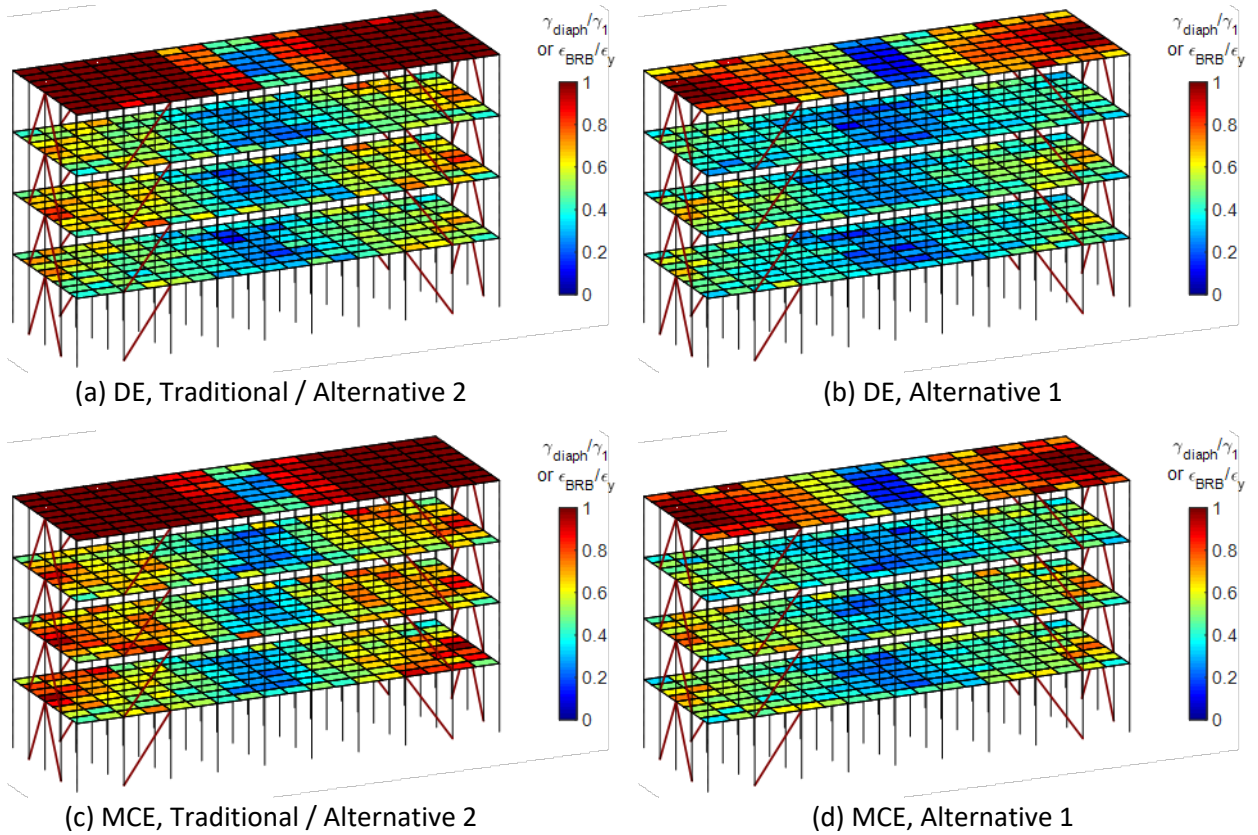 γdiaph/γ1
or ϵBRB/ϵy
1
0.8
0.6
0.4
0.2
0
(a) DE, Traditional / Alternative 2
γdiaph/γ1
or ϵBRB/ϵy
1
0.8
0.6
0.4
0.2
0
(b) DE, Alternative 1
γdiaph/γ1
or ϵBRB/ϵy
1
0.8
0.6
0.4
0.2
0
(c) MCE, Traditional / Alternative 2
γdiaph/γ1
or ϵBRB/ϵy
1
0.8
0.6
0.4
0.2
0
(d) MCE, Alternative 1